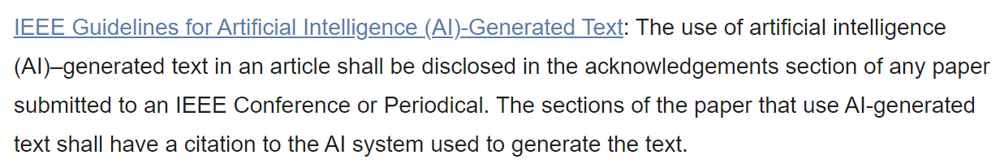 IEEE Guidelines for Artificial Intelligence (AI)-Generated Text: The use of artificial intelligence
(AI)–generated text in an article shall be disclosed in the acknowledgements section of any paper
submitted to an IEEE Conference or Periodical. The sections of the paper that use AI-generated
text shall have a citation to the AI system used to generate the text.